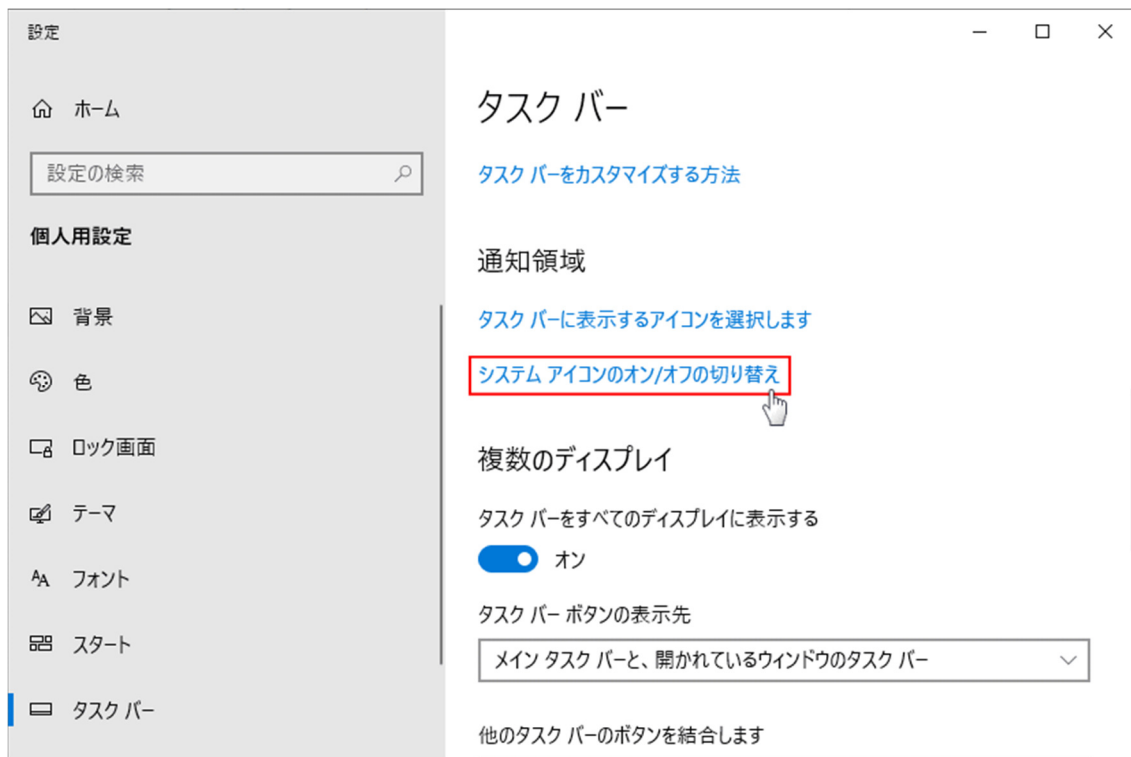 設定
ホーム
設定の検索
個人用設定
背景
色
ロック画面
テーマ
フォント
スタート
タスク バー
タスク バー
タスク バーをカスタマイズする方法
通知領域
タスク バーに表示するアイコンを選択します
システム アイコンのオン/オフの切り替え
複数のディスプレイ
タスク バーをすべてのディスプレイに表示する
オン
タスク バー ボタンの表示先
メイン タスク バーと、開かれているウィンドウのタスク バー
他のタスク バーのボタンを結合します